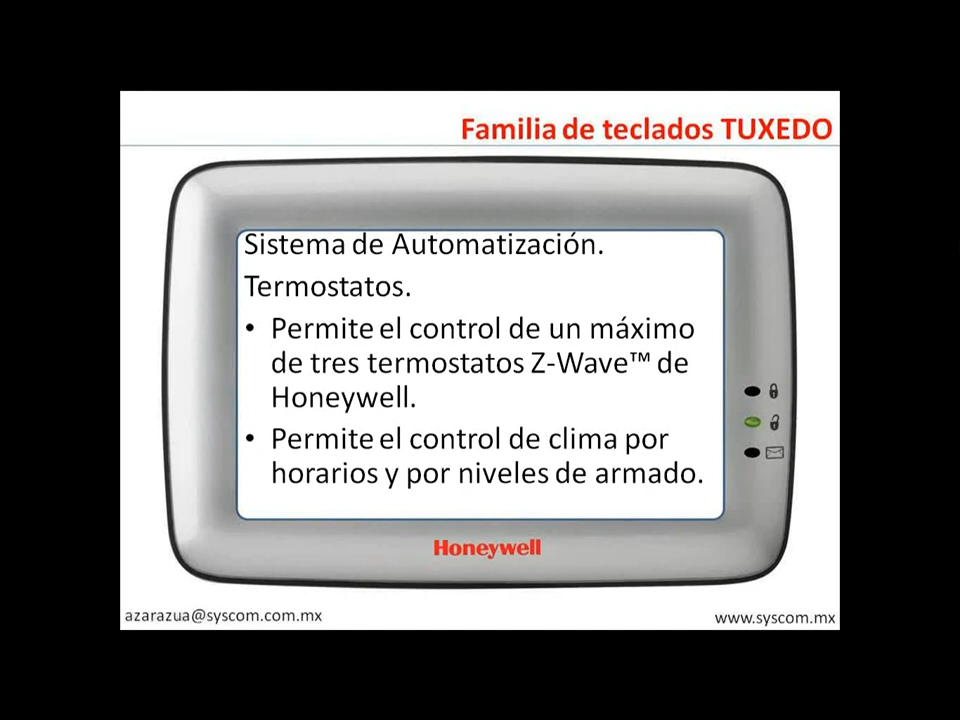 Familia de teclados TUXEDO
Sistema de Automatización.
Termostatos.
• Permite el control de un máximo
de tres termostatos Z-Wave™ de
Honeywell.
• Permite el control de clima por
horarios y por niveles de armado.
Honeywell
azarazua@syscom.com.mx
www.syscom.mx